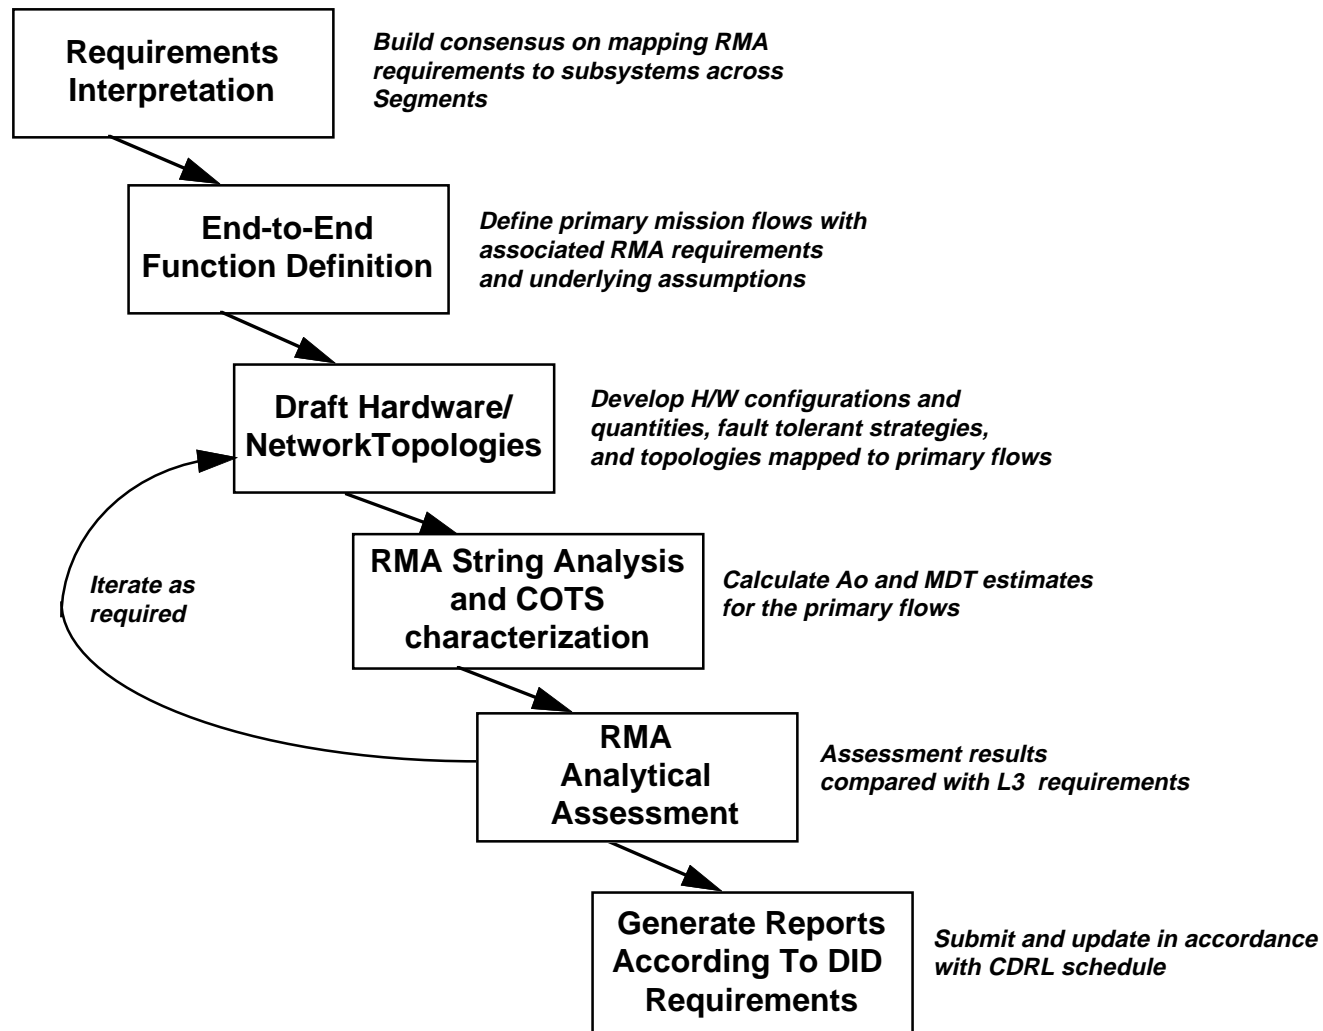 Requirements
Interpretation
Build consensus on mapping RMA
requirements to subsystems across
Segments
End-to-End
Function Definition
Define primary mission flows with
associated RMA requirements
and underlying assumptions
Draft Hardware/
NetworkTopologies
Develop H/W configurations and
quantities, fault tolerant strategies,
and topologies mapped to primary flows
RMA String Analysis
and COTS
characterization
Calculate Ao and MDT estimates
for the primary flows
Iterate as
required
RMA
Analytical
Assessment
Assessment results
compared with L3 requirements
Generate Reports
According To DID
Requirements
Submit and update in accordance
with CDRL schedule